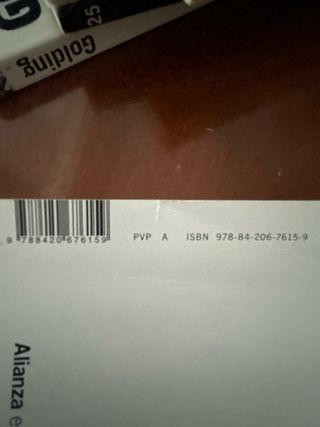 G
25
Golding
9 788420 676159
PVP A ISBN 978-84-206-7615-9
Alianza e